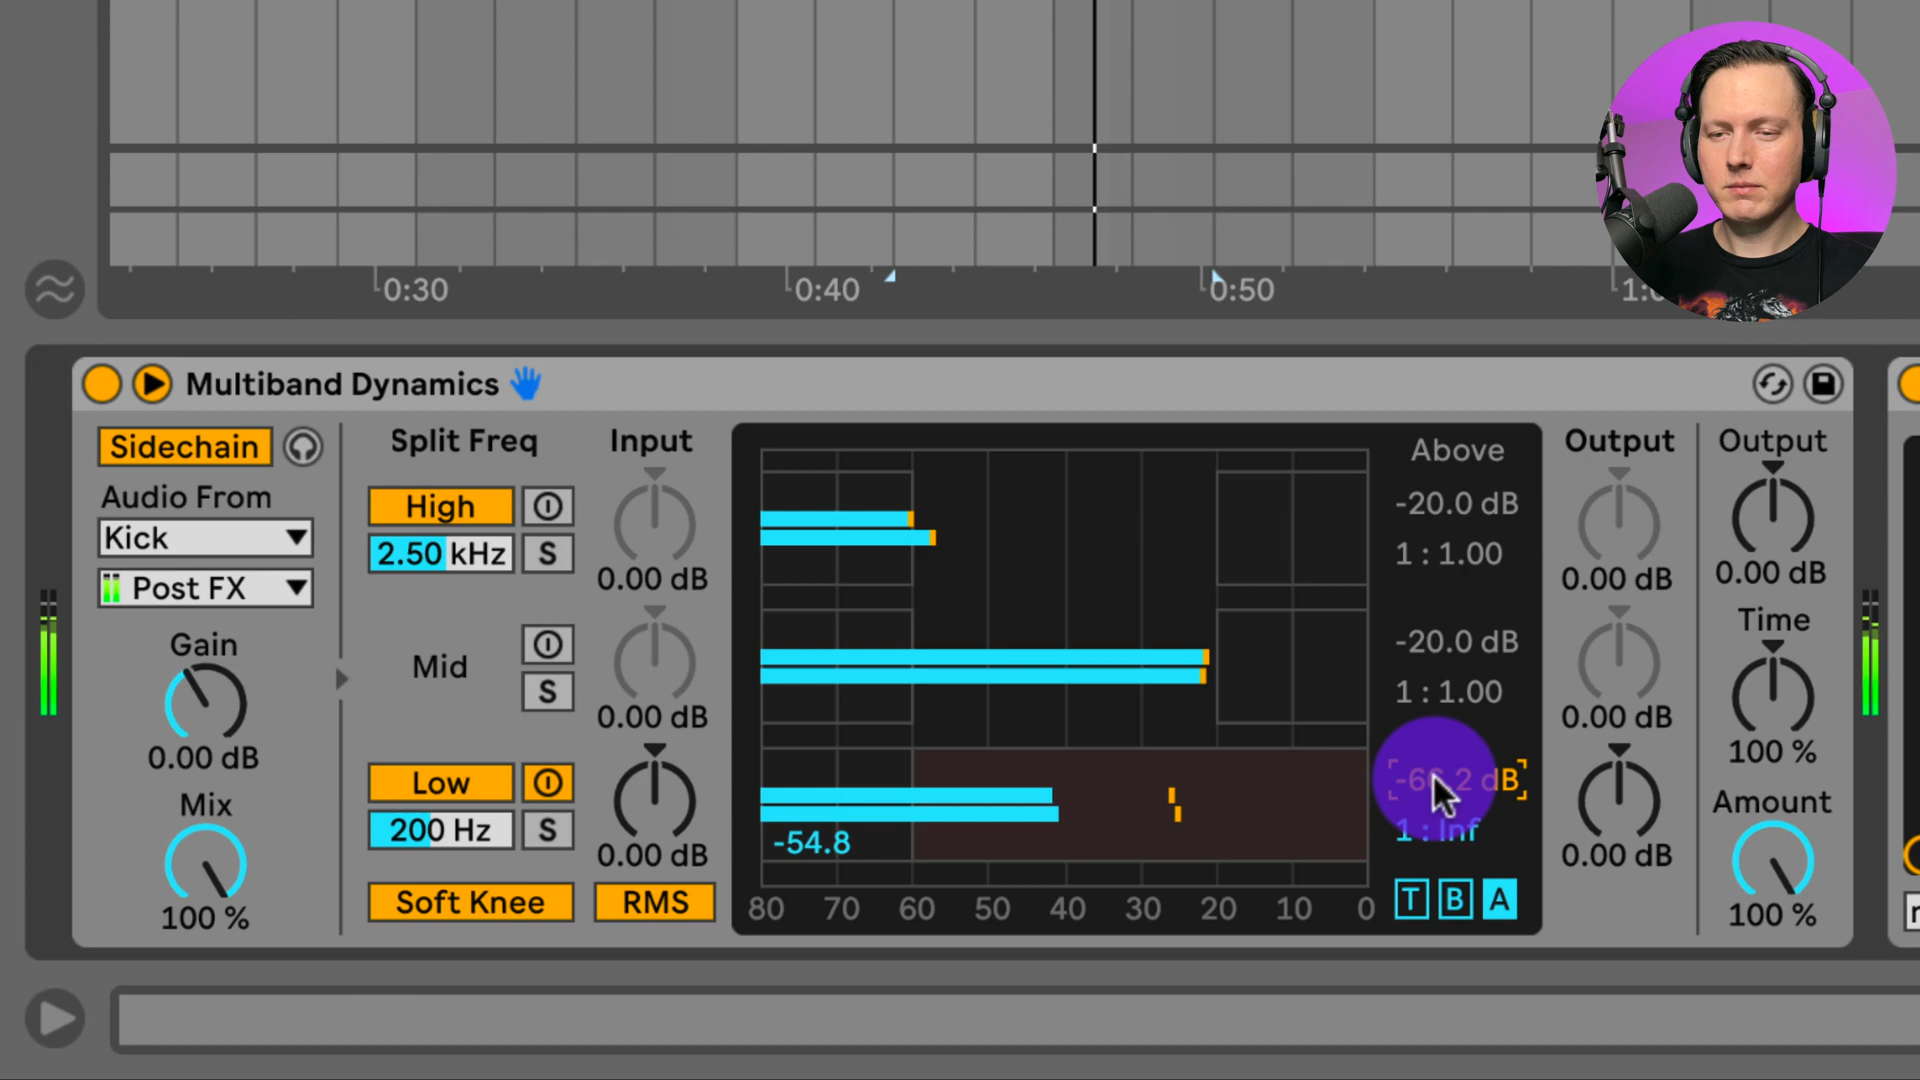 0:30
0:40
0:50
Multiband Dynamics
Sidechain
Audio From
Kick
Post FX
Gain
0.00 dB
Mix
100 %
Split Freq
High
2.50 kHz
S
Mid
S
Low
200 Hz
S
Soft Knee
Input
0.00 dB
0.00 dB
0.00 dB
RMS
-54.8
80 70 60 50 40 30 20 10 0
Above
-20.0 dB
1 : 1.00
-20.0 dB
1 : 1.00
dB
1 : Inf
T B A
Output
0.00 dB
0.00 dB
0.00 dB
Output
0.00 dB
Time
100 %
Amount
100 %